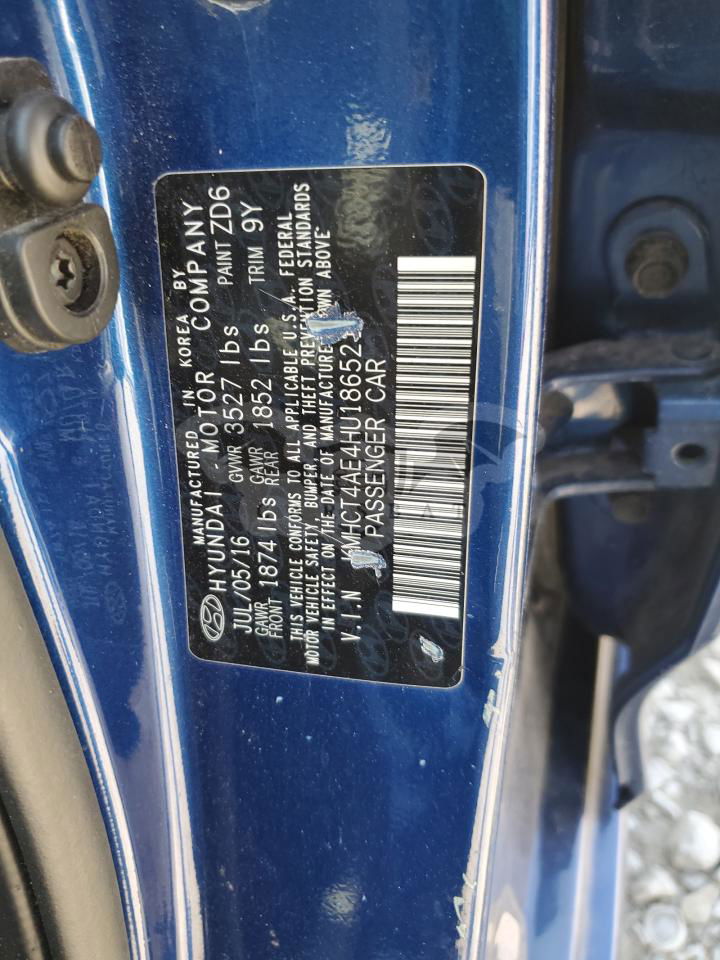 MANUFACTURED IN KOREA BY
HYUNDAI - MOTOR COMPANY
JUL/05/16 GVWR 3527 lbs PAINT ZD6
GAWR FRONT 1874 lbs GAWR REAR 1852 lbs TRIM 9Y
THIS VEHICLE CONFORMS TO ALL APPLICABLE U.S.A. FEDERAL
MOTOR VEHICLE SAFETY, BUMPER, AND THEFT PREVENTION STANDARDS
IN EFFECT ON THE DATE OF MANUFACTURE SHOWN ABOVE
V.I.N KMHCT4AE4HU18652
PASSENGER CAR